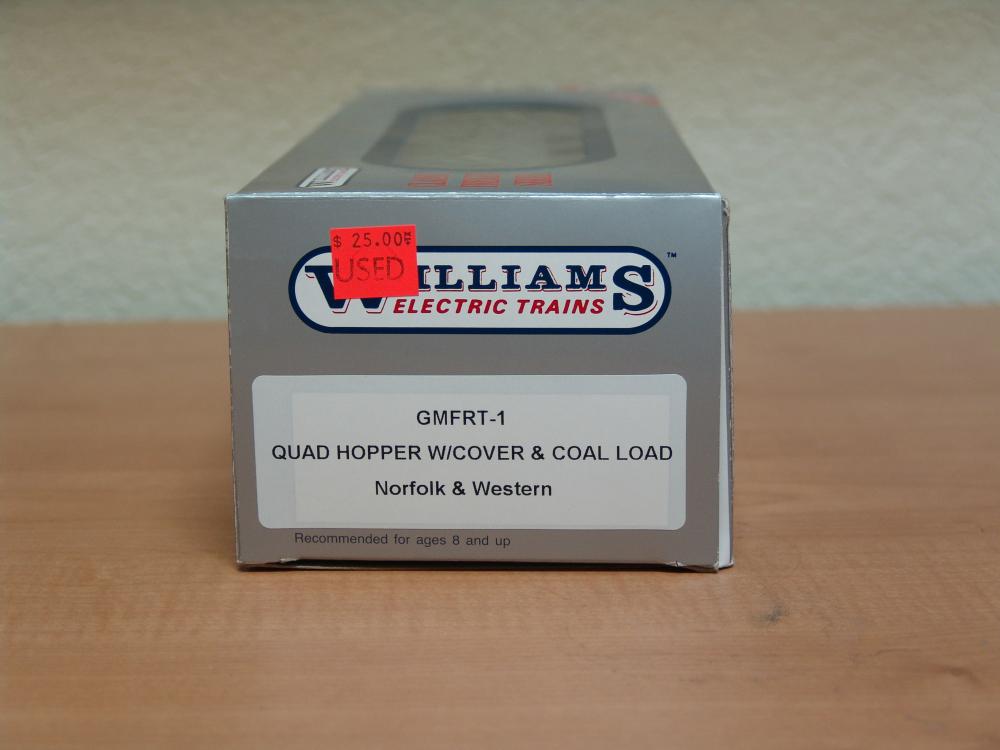 $ 25.00
USED
WILLIAMS™
ELECTRIC TRAINS
GMFRT-1
QUAD HOPPER W/COVER & COAL LOAD
Norfolk & Western
Recommended for ages 8 and up